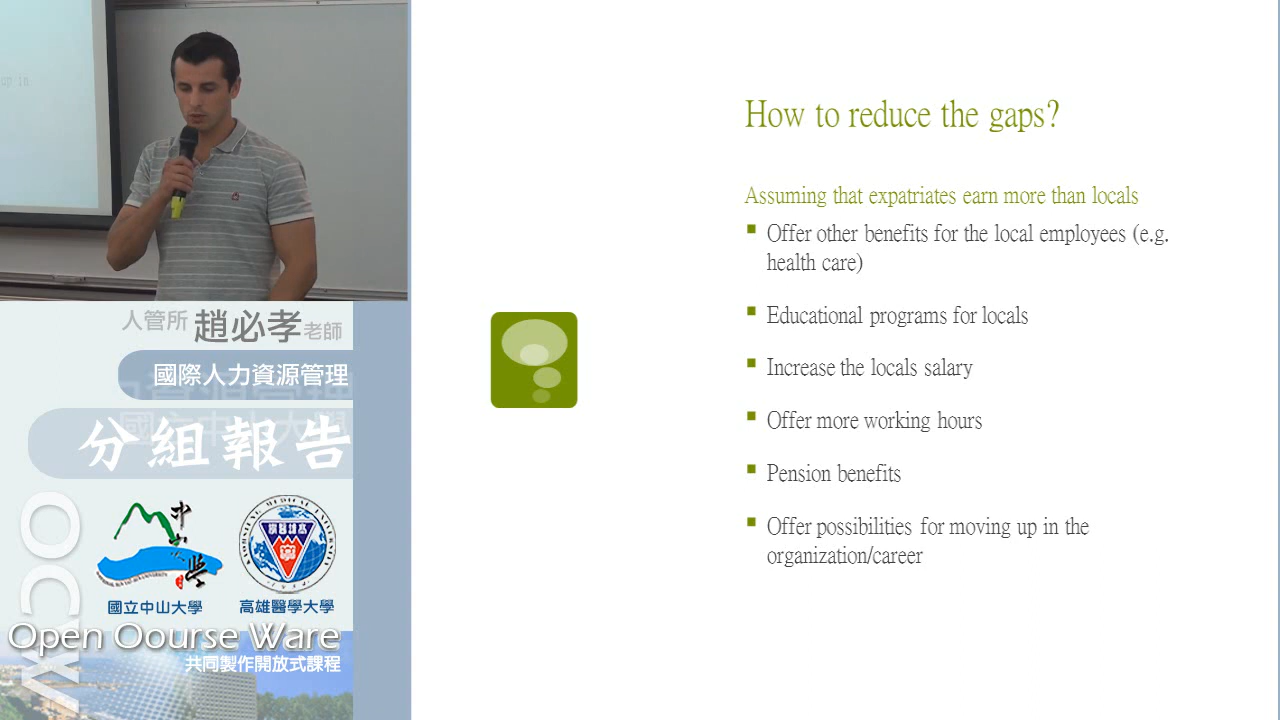 up in
人管所 趙必孝老師
國際人力資源管理
分組報告
OCW
國立中山大學
高雄醫學大學
Open Oourse Ware
共同製作開放式課程
How to reduce the gaps?
Assuming that expatriates earn more than locals
Offer other benefits for the local employees (e.g.
health care)
Educational programs for locals
Increase the locals salary
Offer more working hours
Pension benefits
Offer possibilities for moving up in the
organization/career